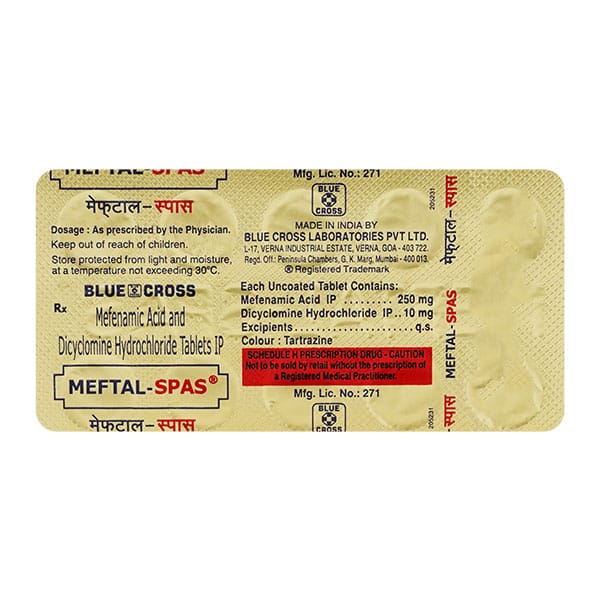 MEFTAL-SPAS
मेफ्टाल-स्पास
Dosage : As prescribed by the Physician.
Keep out of reach of children.
Store protected from light and moisture,
at a temperature not exceeding 30°C.
BLUE CROSS
Rx
Mefenamic Acid and
Dicyclomine Hydrochloride Tablets IP
MEFTAL-SPAS®
मेफ्टाल-स्पास
Mfg. Lic. No.: 271
BLUE
CROSS
MADE IN INDIA BY
BLUE CROSS LABORATORIES PVT LTD.
L-17, VERNA INDUSTRIAL ESTATE, VERNA, GOA - 403 722.
Regd. Off.: Peninsula Chambers, G. K. Marg, Mumbai - 400 013.
® Registered Trademark
Each Uncoated Tablet Contains:
Mefenamic Acid IP ......... 250 mg
Dicyclomine Hydrochloride IP.. 10 mg
Excipients...................... q.s.
Colour : Tartrazine
SCHEDULE H PRESCRIPTION DRUG - CAUTION
Not to be sold by retail without the prescription of
a Registered Medical Practitioner.
Mfg. Lic. No.: 271
BLUE
CROSS
205231
205231
MEFTAL-SPAS
मेफ्टाल-स्पास
-स्पास